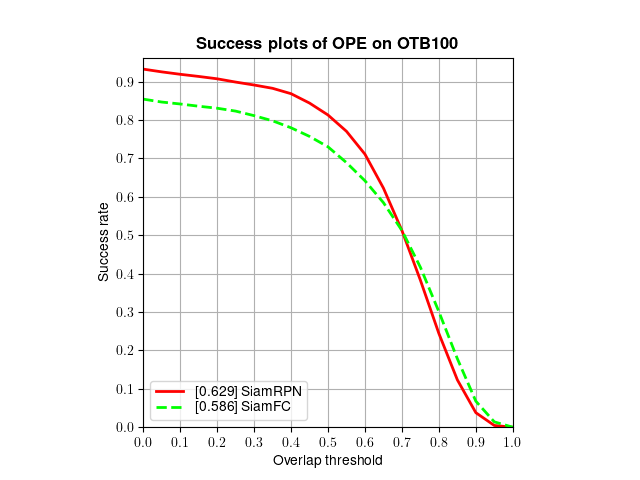 Success plots of OPE on OTB100
Success rate
0.9
0.8
0.7
0.6
0.5
0.4
0.3
0.2
0.1
0.0
[0.629] SiamRPN
[0.586] SiamFC
0.0 0.1 0.2 0.3 0.4 0.5 0.6 0.7 0.8 0.9 1.0
Overlap threshold